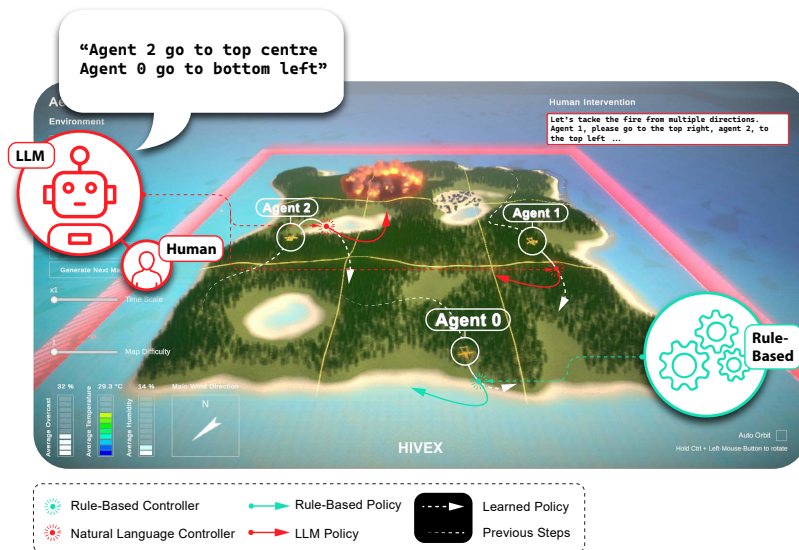 “Agent 2 go to top centre
Agent 0 go to bottom left”
Environment
Human Intervention
Let's tacke the fire from multiple directions.
Agent 1, please go to the top right, agent 2, to
the top left ...
LLM
Human
Agent 2
Agent 1
Agent 0
Generate Next Ma
x1
Time Scale
1
Map Difficulty
Rule-
Based
32 %
29.3 °C
14 %
Main Wind Direction
Average Overcast
Average Temperature
Average Humidity
N
HIVEX
Auto Orbit
Hold Ctrl + Left-Mouse-Button to rotate
Rule-Based Controller
Rule-Based Policy
Learned Policy
Natural Language Controller
LLM Policy
Previous Steps